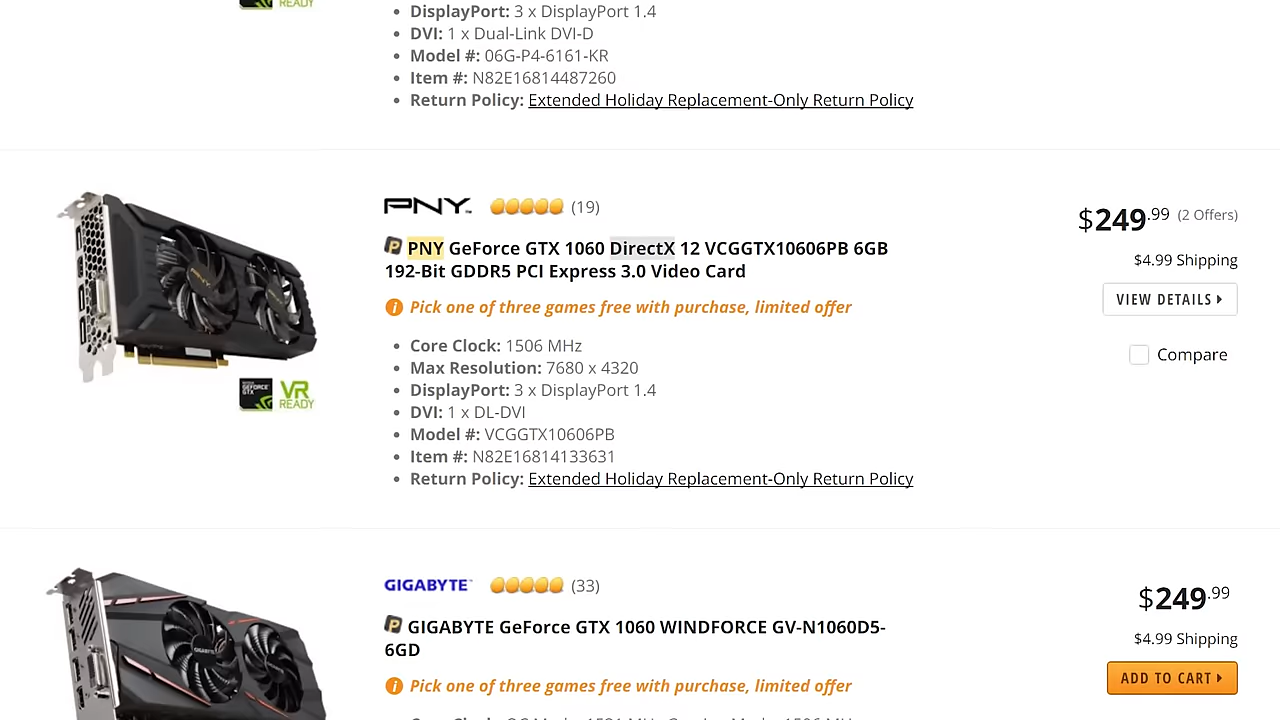 READY
DisplayPort: 3 x DisplayPort 1.4
DVI: 1 x Dual-Link DVI-D
Model #: 06G-P4-6161-KR
Item #: N82E16814487260
Return Policy: Extended Holiday Replacement-Only Return Policy
PNY (19)
PNY GeForce GTX 1060 DirectX 12 VCGGTX10606PB 6GB
192-Bit GDDR5 PCI Express 3.0 Video Card
Pick one of three games free with purchase, limited offer
Core Clock: 1506 MHz
Max Resolution: 7680 x 4320
DisplayPort: 3 x DisplayPort 1.4
DVI: 1 x DL-DVI
Model #: VCGGTX10606PB
Item #: N82E16814133631
Return Policy: Extended Holiday Replacement-Only Return Policy
$249.99 (2 Offers)
$4.99 Shipping
VIEW DETAILS
Compare
PNY
GEFORCE
GTX
VR
READY
GIGABYTE (33)
GIGABYTE GeForce GTX 1060 WINDFORCE GV-N1060D5-
6GD
Pick one of three games free with purchase, limited offer
$249.99
$4.99 Shipping
ADD TO CART